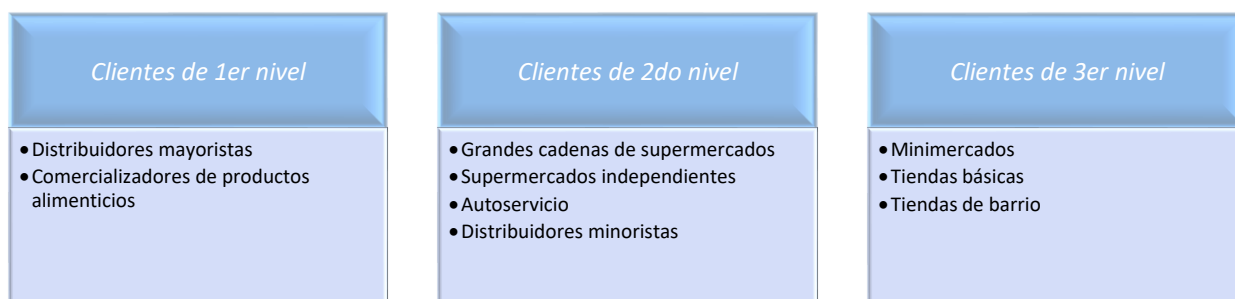 Clientes de 1er nivel
• Distribuidores mayoristas
• Comercializadores de productos
alimenticios
Clientes de 2do nivel
• Grandes cadenas de supermercados
• Supermercados independientes
• Autoservicio
• Distribuidores minoristas
Clientes de 3er nivel
• Minimercados
• Tiendas básicas
• Tiendas de barrio